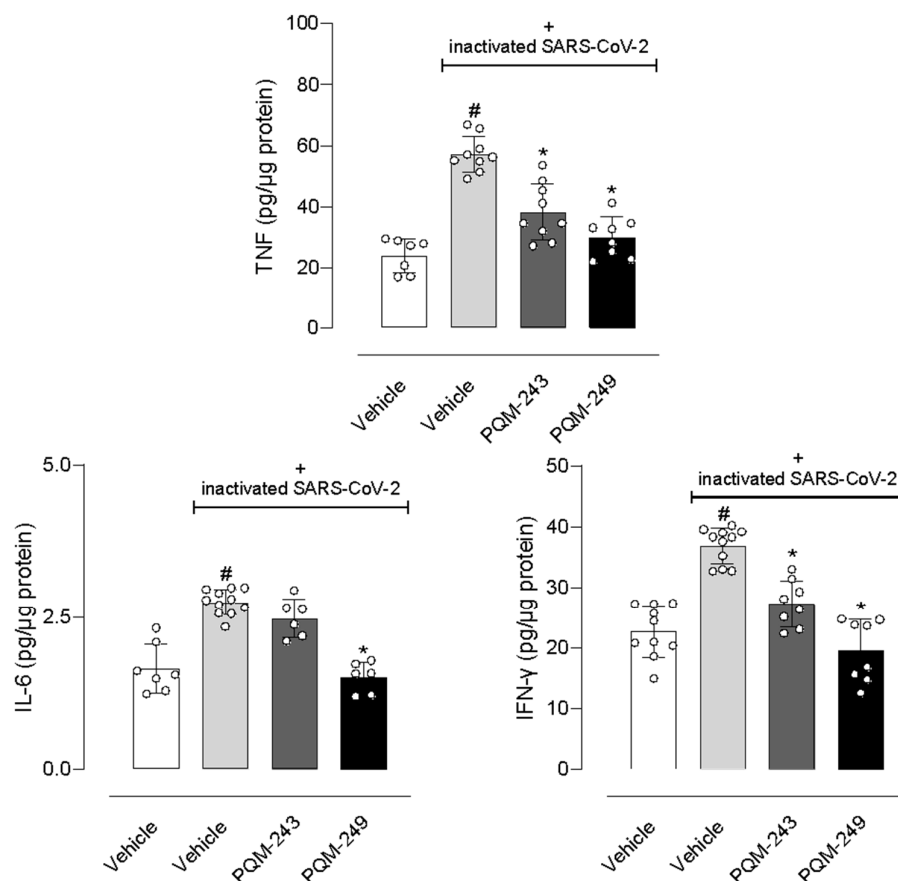 +
inactivated SARS-CoV-2
TNF (pg/µg protein)
100
80
60
40
20
0
#
*
*
Vehicle
Vehicle
PQM-243
PQM-249
+
inactivated SARS-CoV-2
IL-6 (pg/µg protein)
5.0
2.5
0.0
#
*
Vehicle
Vehicle
PQM-243
PQM-249
+
inactivated SARS-CoV-2
IFN-γ (pg/µg protein)
50
40
30
20
10
0
#
*
*
Vehicle
Vehicle
PQM-243
PQM-249